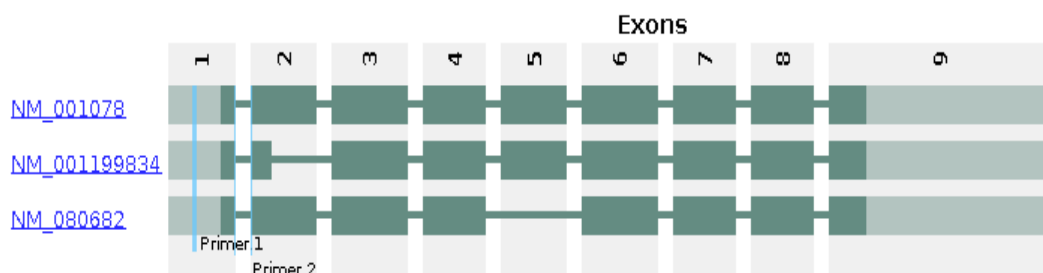 Exons
1 2 3 4 5 6 7 8 9
NM_001078
NM_001199834
NM_080682
Primer 1
Primer 2